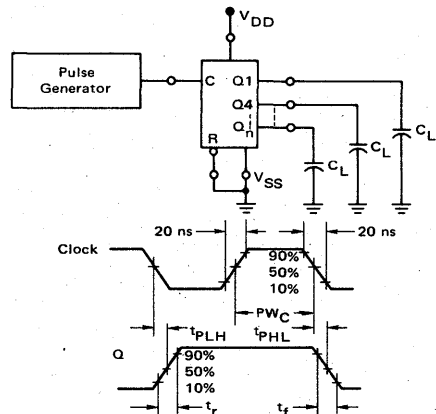 VDD
Pulse
Generator
C
Q1
Q4
Qn
R
CL
CL
CL
VSS
20 ns
20 ns
Clock
90%
50%
10%
PWC
tPLH
tPHL
Q
90%
50%
10%
tr
tf